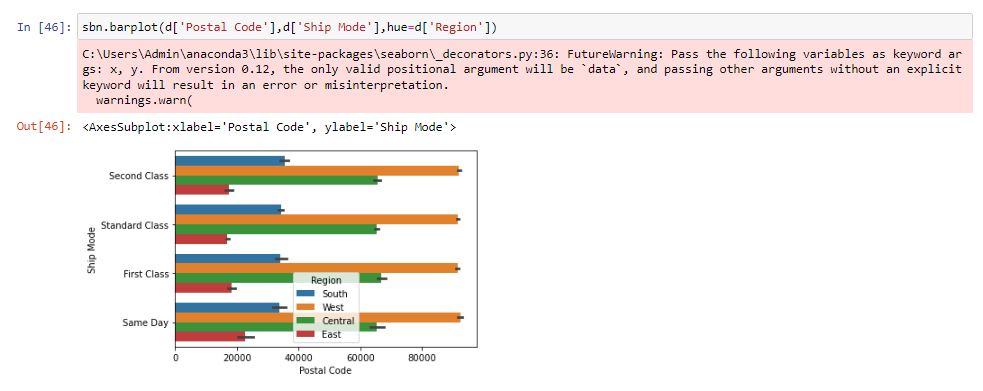 In [46]: sbn.barplot(d['Postal Code'],d['Ship Mode'],hue=d['Region'])
C:\Users\Admin\anaconda3\lib\site-packages\seaborn\_decorators.py:36: FutureWarning: Pass the following variables as keyword ar
gs: x, y. From version 0.12, the only valid positional argument will be `data`, and passing other arguments without an explicit
keyword will result in an error or misinterpretation.
warnings.warn(
Out[46]: <AxesSubplot:xlabel='Postal Code', ylabel='Ship Mode'>
Second Class
Standard Class
First Class
Same Day
Ship Mode
Region
South
West
Central
East
0 20000 40000 60000 80000
Postal Code